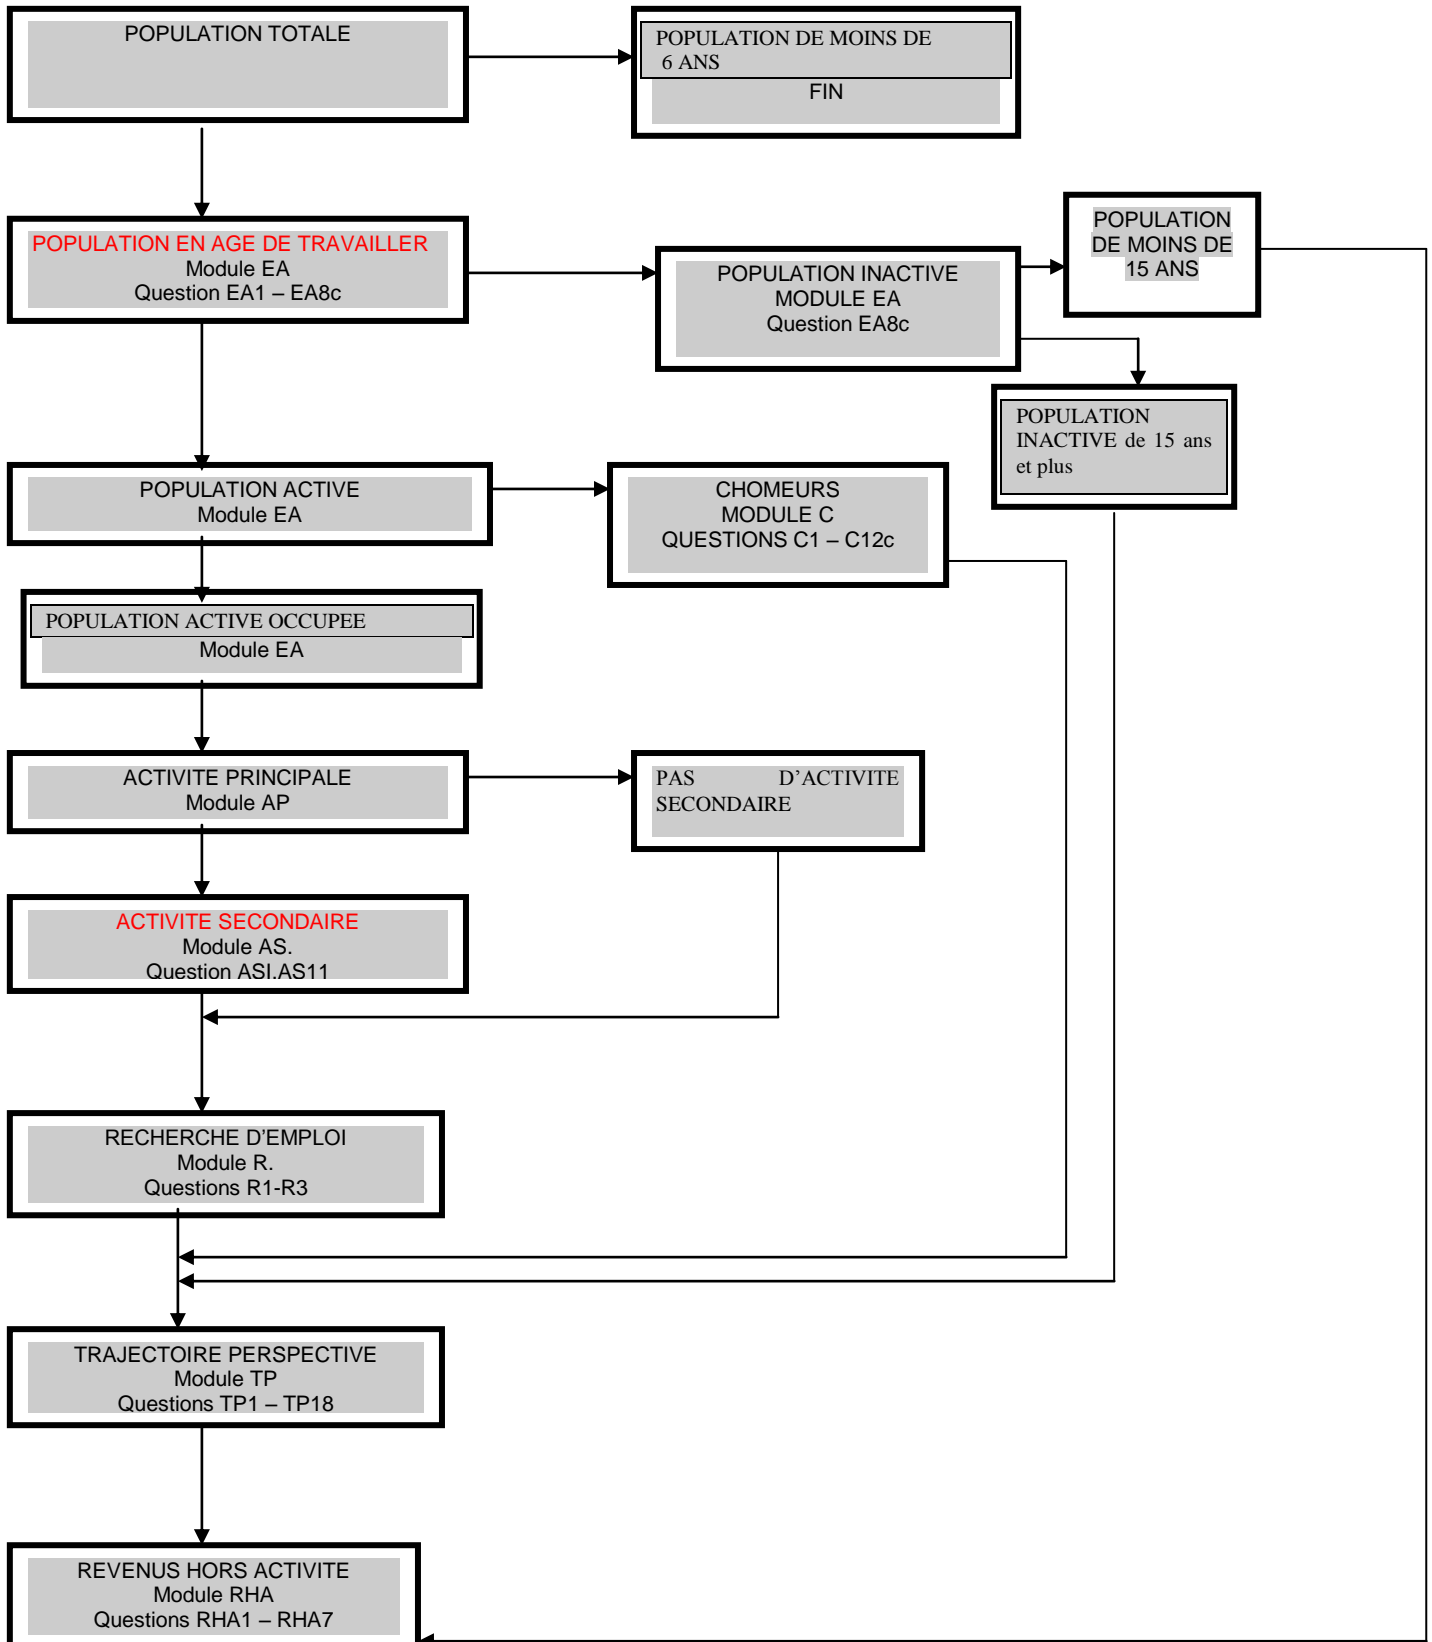 POPULATION TOTALE
POPULATION DE MOINS DE
6 ANS
FIN
POPULATION EN AGE DE TRAVAILLER
Module EA
Question EA1 – EA8c
POPULATION INACTIVE
MODULE EA
Question EA8c
POPULATION
DE MOINS DE
15 ANS
POPULATION
INACTIVE de 15 ans
et plus
POPULATION ACTIVE
Module EA
CHOMEURS
MODULE C
QUESTIONS C1 – C12c
POPULATION ACTIVE OCCUPEE
Module EA
ACTIVITE PRINCIPALE
Module AP
PAS D'ACTIVITE
SECONDAIRE
ACTIVITE SECONDAIRE
Module AS.
Question ASI.AS11
RECHERCHE D'EMPLOI
Module R.
Questions R1-R3
TRAJECTOIRE PERSPECTIVE
Module TP
Questions TP1 – TP18
REVENUS HORS ACTIVITE
Module RHA
Questions RHA1 – RHA7